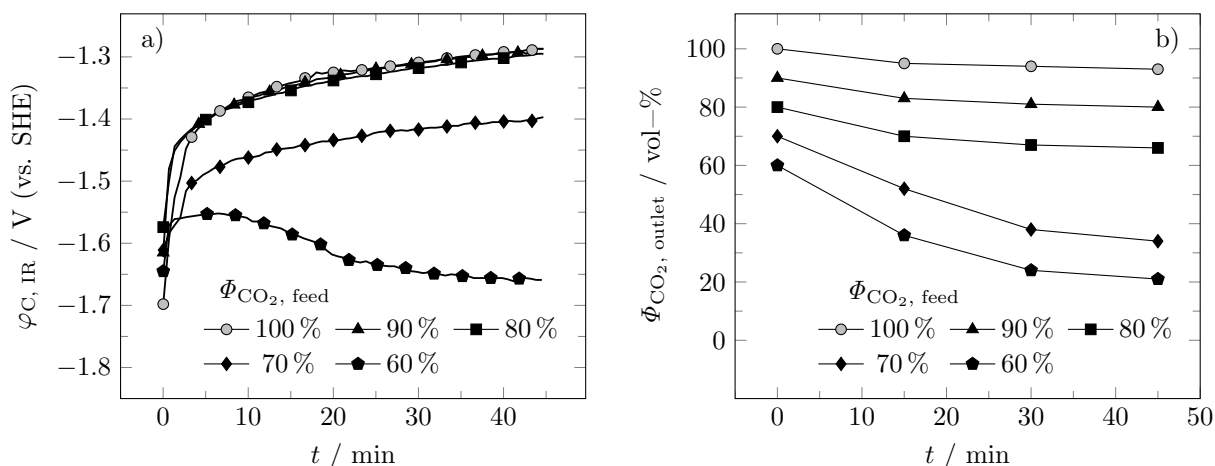 a)
−1.3
−1.4
−1.5
−1.6
−1.7
−1.8
φC, IR / V (vs. SHE)
ΦCO2, feed
100 % 90 % 80 %
70 % 60 %
0 10 20 30 40
t / min
b)
100
80
60
40
20
0
ΦCO2, outlet / vol−%
ΦCO2, feed
100 % 90 % 80 %
70 % 60 %
0 10 20 30 40 50
t / min